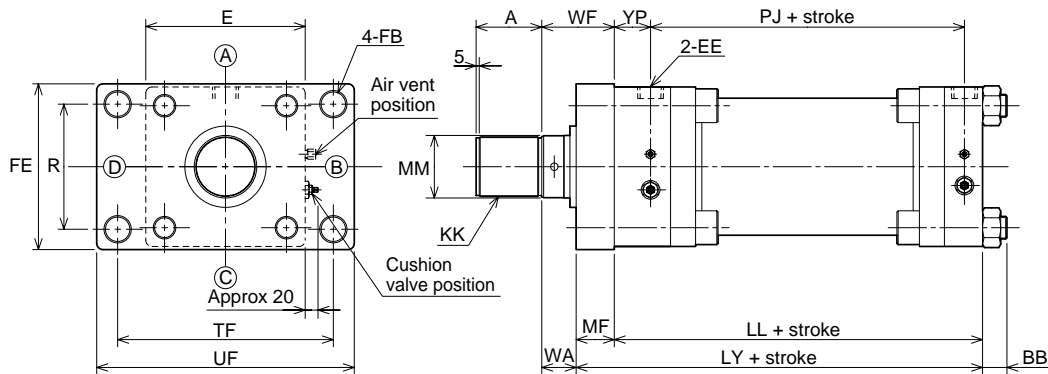 E
4-FB
A
Air vent
position
5
A
WF
YP
PJ + stroke
2-EE
FE
R
D
B
MM
KK
C
Cushion
valve position
Approx 20
TF
UF
MF
LL + stroke
WA
LY + stroke
BB